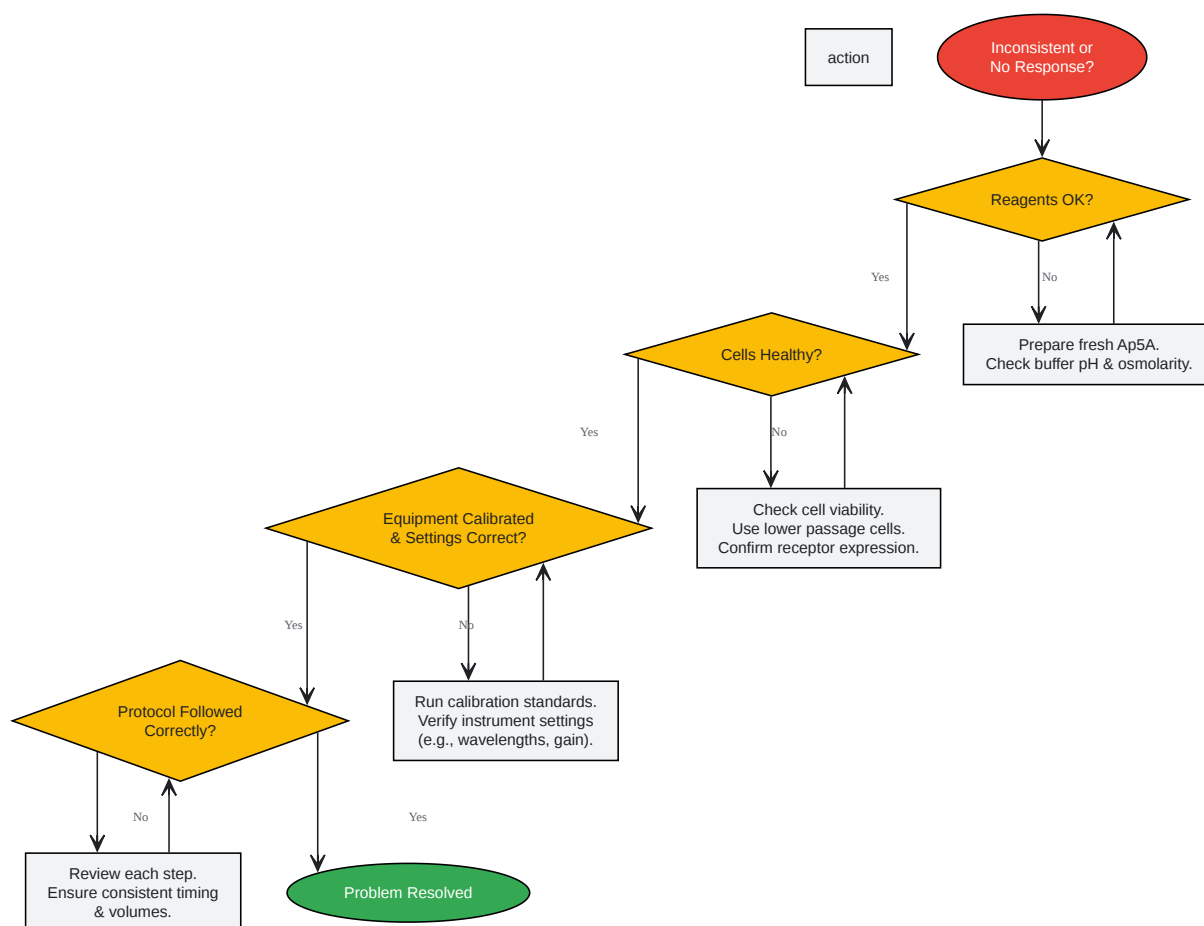 action
Inconsistent or
No Response?
Reagents OK?
Yes
No
Prepare fresh Ap5A.
Check buffer pH & osmolarity.
Cells Healthy?
Yes
No
Check cell viability.
Use lower passage cells.
Confirm receptor expression.
Equipment Calibrated
& Settings Correct?
Yes
No
Run calibration standards.
Verify instrument settings
(e.g., wavelengths, gain).
Protocol Followed
Correctly?
No
Yes
Review each step.
Ensure consistent timing
& volumes.
Problem Resolved